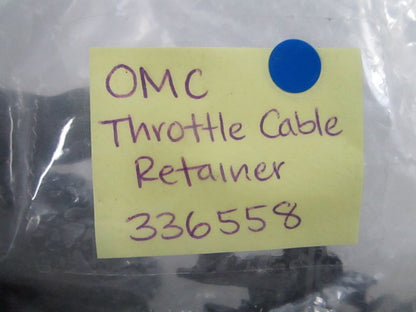 OMC
Throttle Cable
Retainer
336558